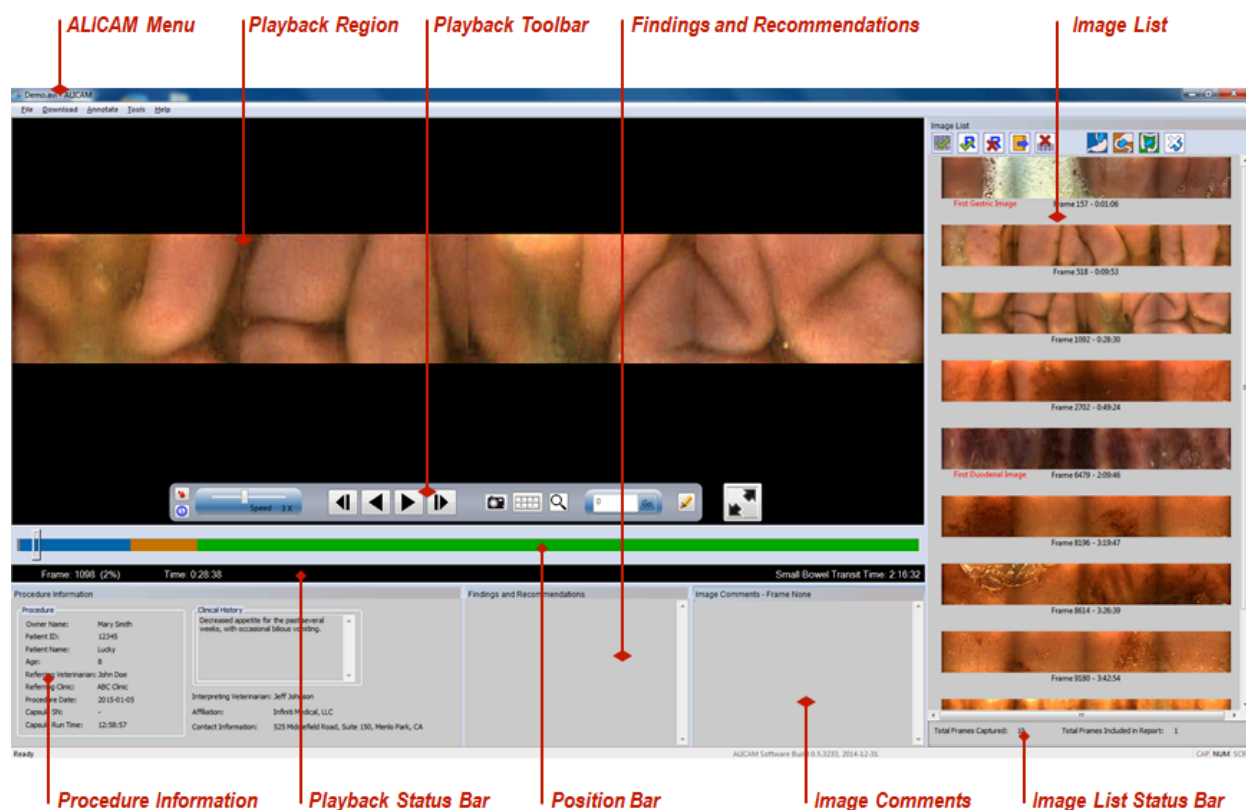 ALICAM Menu
Playback Region
Playback Toolbar
Findings and Recommendations
Image List
Demo.avi - ALICAM
File Download Annotate Tools Help
Image List
First Gastric Image Frame 157 - 0:01:06
Frame 518 - 0:09:53
Frame 1092 - 0:28:30
Frame 2702 - 0:49:24
First Duodenal Image Frame 6479 - 2:09:46
Frame 8196 - 3:19:47
Frame 8614 - 3:26:39
Frame 9180 - 3:42:54
Speed 3 X
0
Go
Frame: 1098 (2%) Time: 0:28:38 Small Bowel Transit Time: 2:16:32
Procedure Information
Procedure
Owner Name: Mary Smith
Patient ID: 12345
Patient Name: Lucky
Age: 8
Referring Veterinarian: John Doe
Referring Clinic: ABC Clinic
Procedure Date: 2015-01-05
Capsule SN: -
Capsule Run Time: 12:58:57
Clinical History
Decreased appetite for the past several
weeks, with occasional bilious vomiting.
Interpreting Veterinarian: Jeff Johnson
Affiliation: Infiniti Medical, LLC
Contact Information: 525 Middlefield Road, Suite 150, Menlo Park, CA
Findings and Recommendations
Image Comments - Frame None
Total Frames Captured: Total Frames Included in Report: 1
Ready
ALICAM Software Build 0.5.3233, 2014-12-31
CAP NUM SCR
Procedure Information
Playback Status Bar
Position Bar
Image Comments
Image List Status Bar